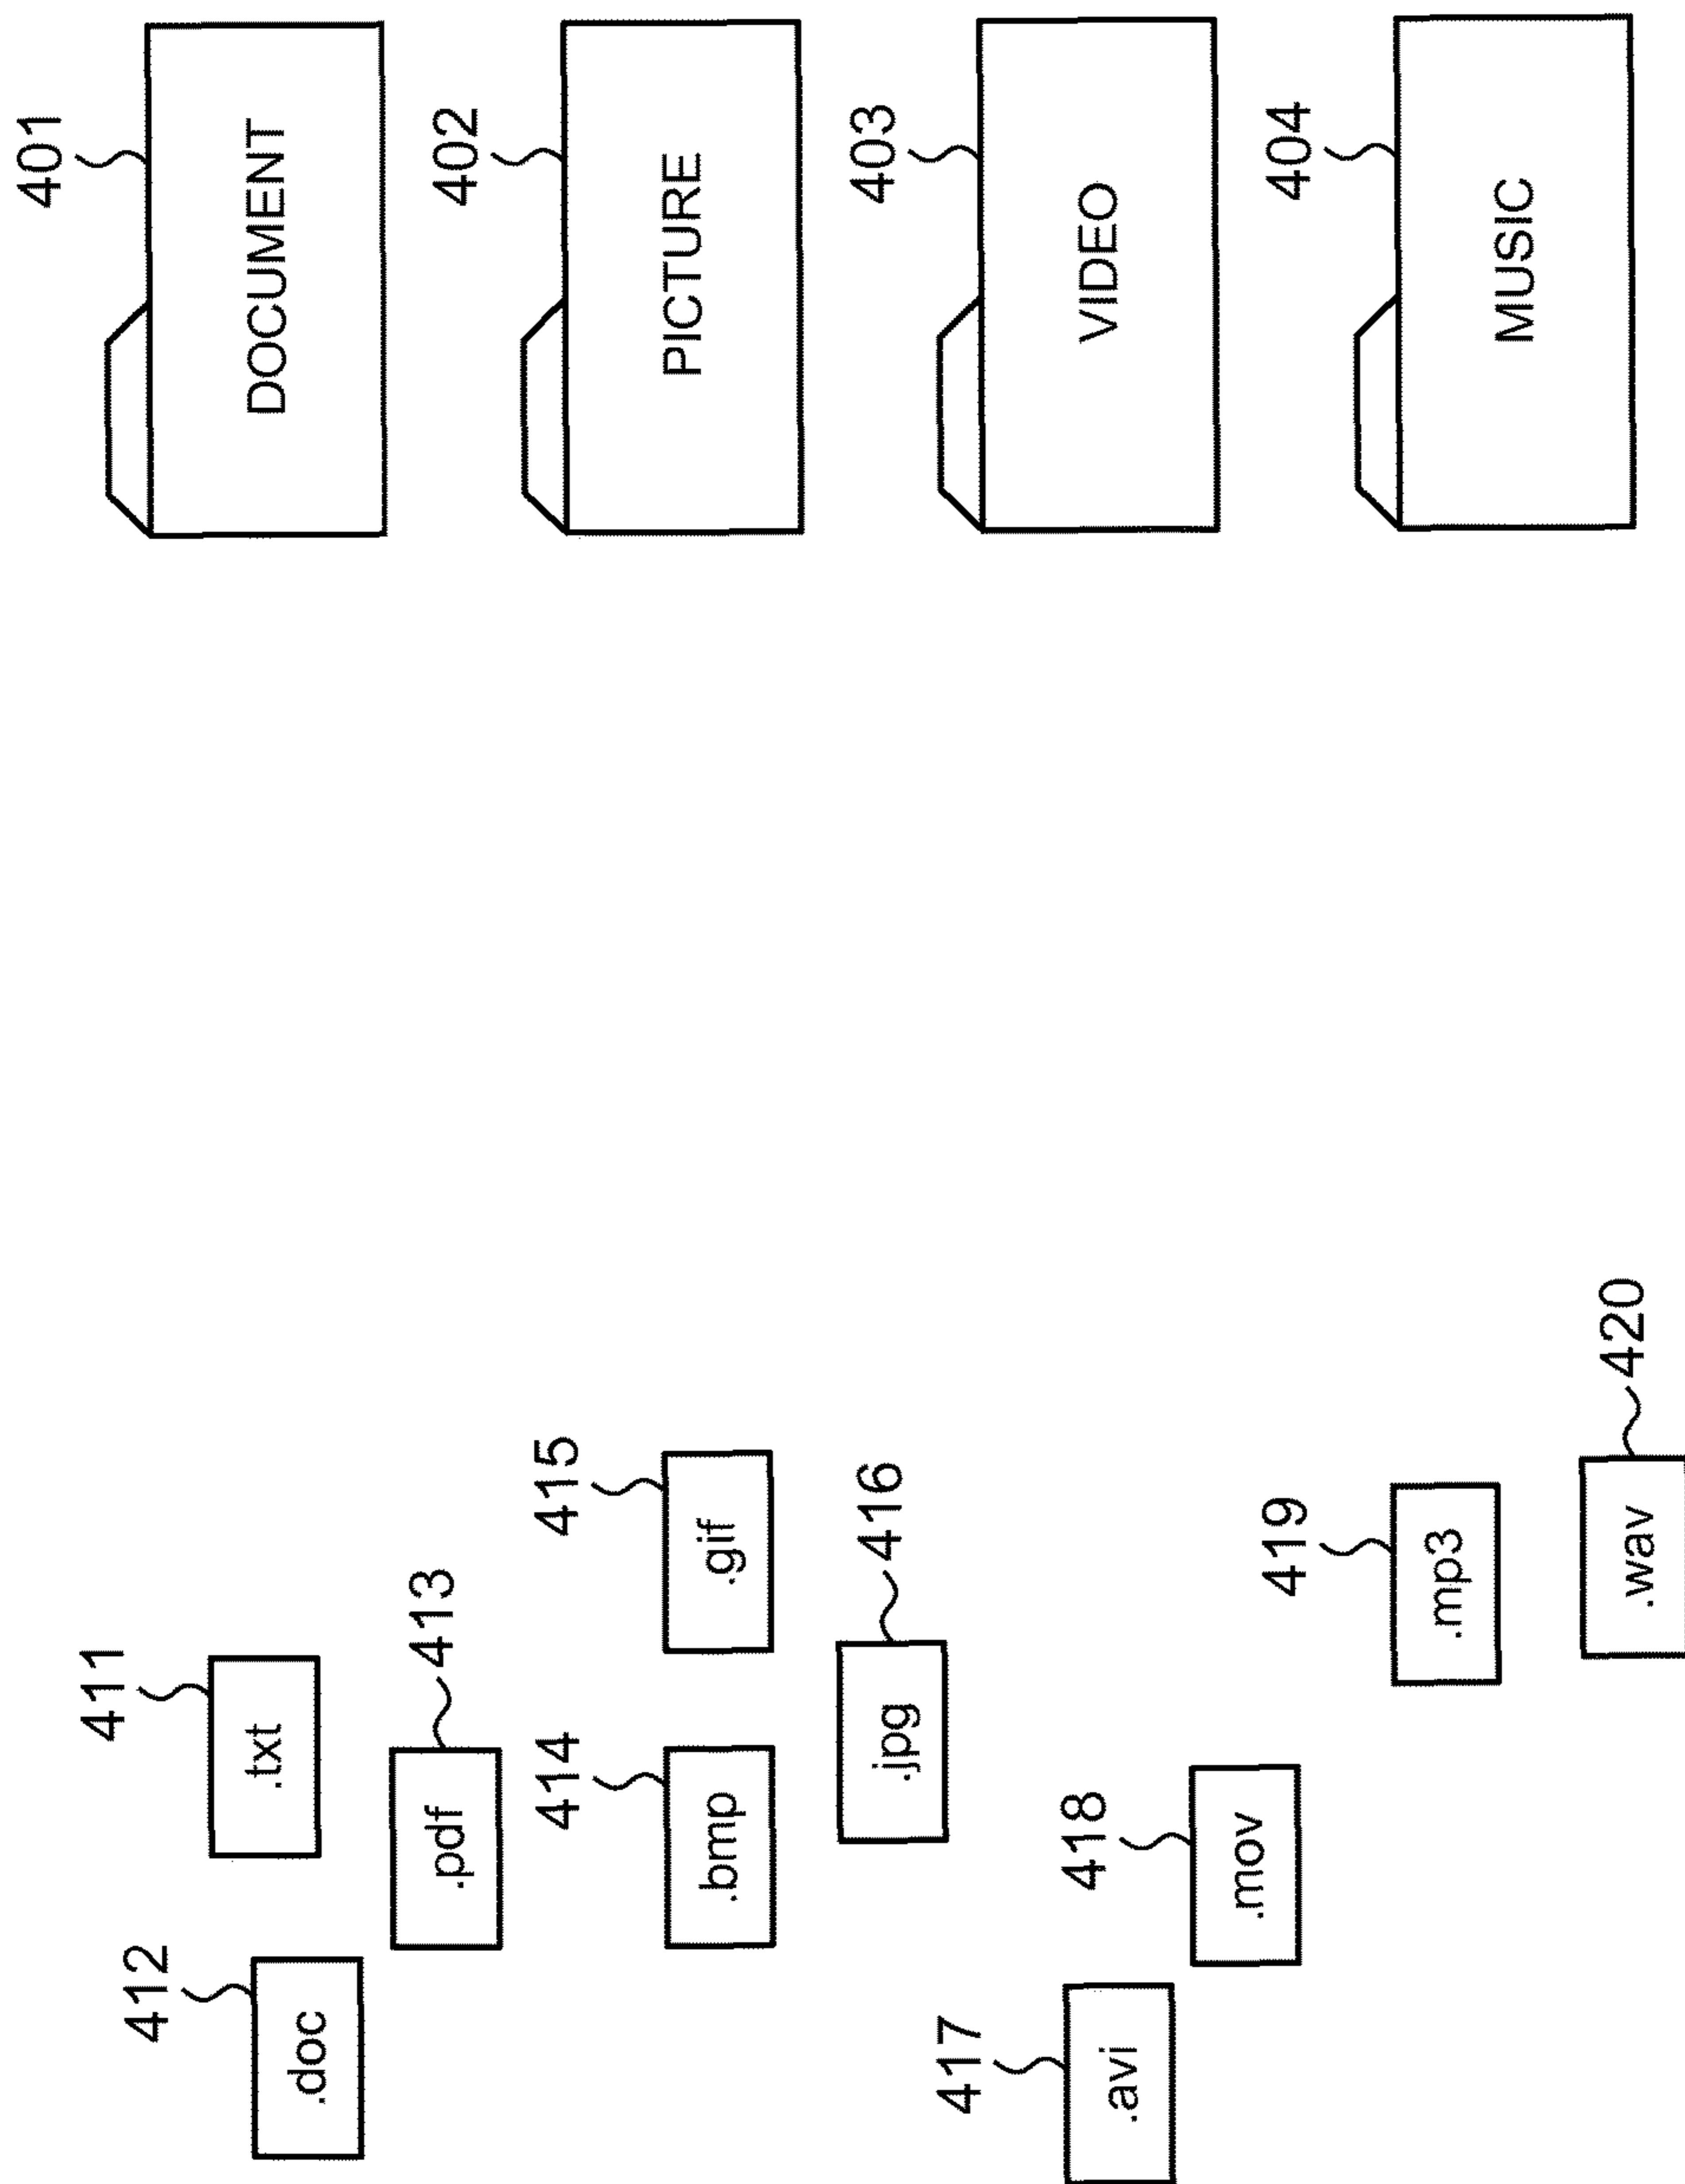 401
DOCUMENT
402
PICTURE
403
VIDEO
404
MUSIC
411
.txt
412
.doc
413
.pdf
414
.bmp
415
.gif
416
.jpg
417
.avi
418
.mov
419
.mp3
420
.wav